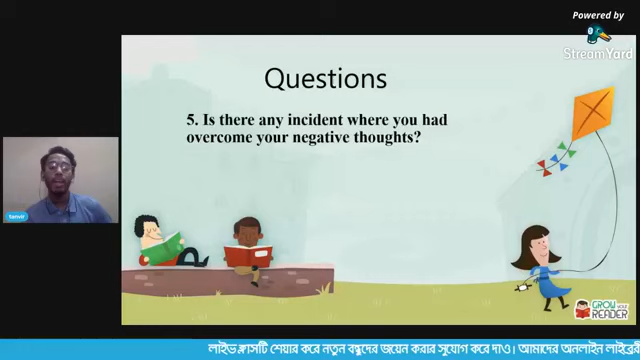 Powered by
StreamYard
Questions
5. Is there any incident where you had
overcome your negative thoughts?
tanvir
GROW YOUR
READER
লাইভ ক্লাসটি শেয়ার করে নতুন বন্ধুদের জয়েন করার সুযোগ করে দাও। আমাদের অনলাইন লাইব্রেরী